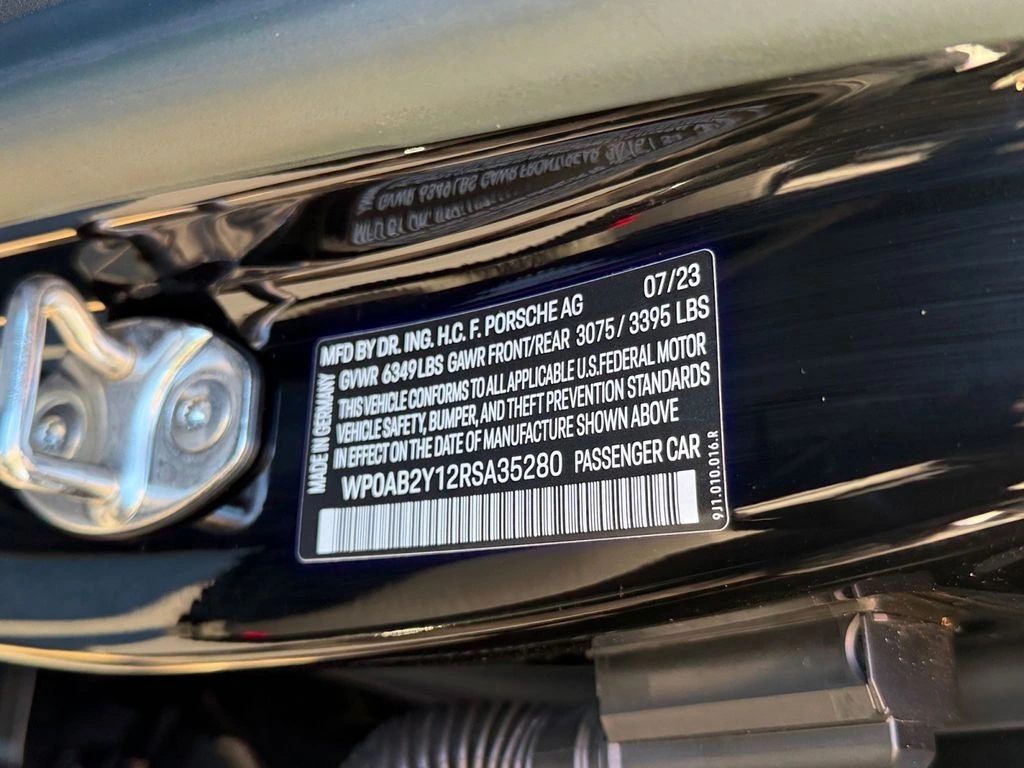 MFD BY DR. ING. H.C. F. PORSCHE AG 07/23
GVWR 6349 LBS GAWR FRONT/REAR 3075 / 3395 LBS
THIS VEHICLE CONFORMS TO ALL APPLICABLE U.S. FEDERAL MOTOR
VEHICLE SAFETY, BUMPER, AND THEFT PREVENTION STANDARDS
IN EFFECT ON THE DATE OF MANUFACTURE SHOWN ABOVE
WP0AB2Y12RSA35280 PASSENGER CAR
MADE IN GERMANY
9J1.010.016.R